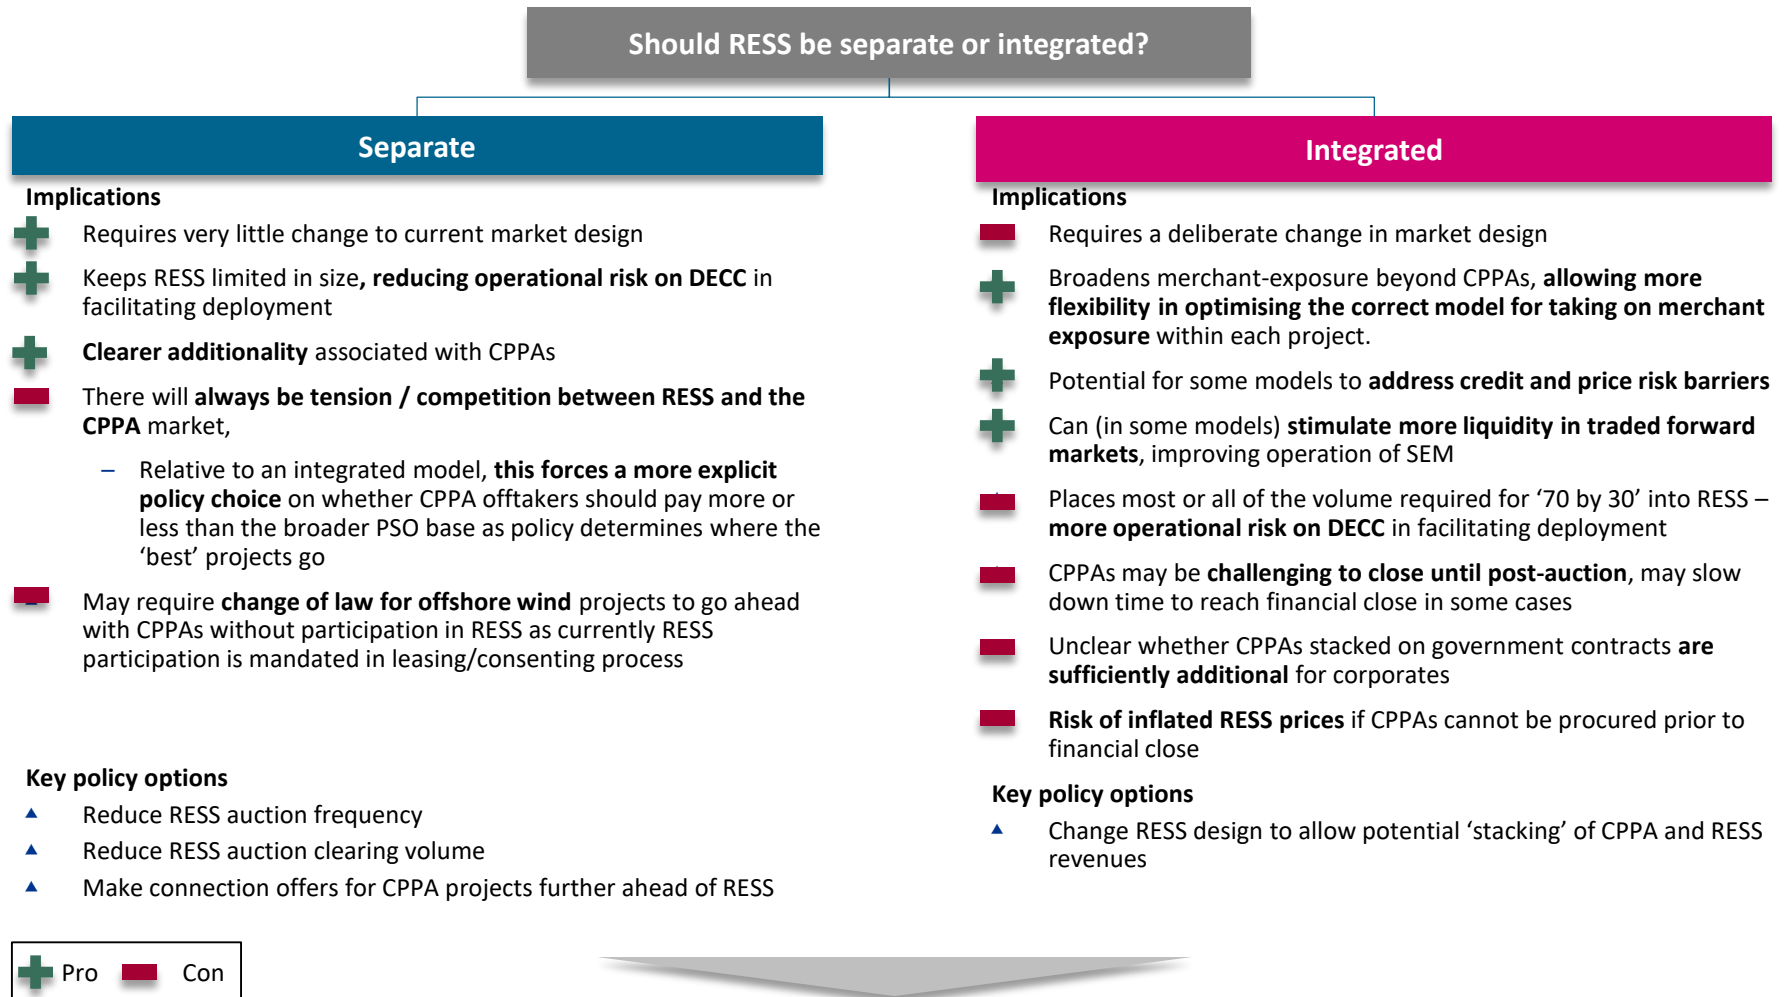 Should RESS be separate or integrated?
Separate
Implications
Requires very little change to current market design
Keeps RESS limited in size, reducing operational risk on DECC in
facilitating deployment
Clearer additionality associated with CPPAs
There will always be tension / competition between RESS and the
CPPA market,
– Relative to an integrated model, this forces a more explicit
policy choice on whether CPPA offtakers should pay more or
less than the broader PSO base as policy determines where the
‘best’ projects go
May require change of law for offshore wind projects to go ahead
with CPPAs without participation in RESS as currently RESS
participation is mandated in leasing/consenting process
Key policy options
Reduce RESS auction frequency
Reduce RESS auction clearing volume
Make connection offers for CPPA projects further ahead of RESS
Integrated
Implications
Requires a deliberate change in market design
Broadens merchant-exposure beyond CPPAs, allowing more
flexibility in optimising the correct model for taking on merchant
exposure within each project.
Potential for some models to address credit and price risk barriers
Can (in some models) stimulate more liquidity in traded forward
markets, improving operation of SEM
Places most or all of the volume required for ‘70 by 30’ into RESS –
more operational risk on DECC in facilitating deployment
CPPAs may be challenging to close until post-auction, may slow
down time to reach financial close in some cases
Unclear whether CPPAs stacked on government contracts are
sufficiently additional for corporates
Risk of inflated RESS prices if CPPAs cannot be procured prior to
financial close
Key policy options
Change RESS design to allow potential ‘stacking’ of CPPA and RESS
revenues
Pro Con